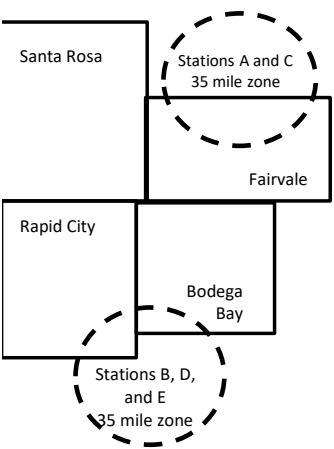 Santa Rosa
Stations A and C
35 mile zone
Fairvale
Rapid City
Bodega
Bay
Stations B, D,
and E
35 mile zone